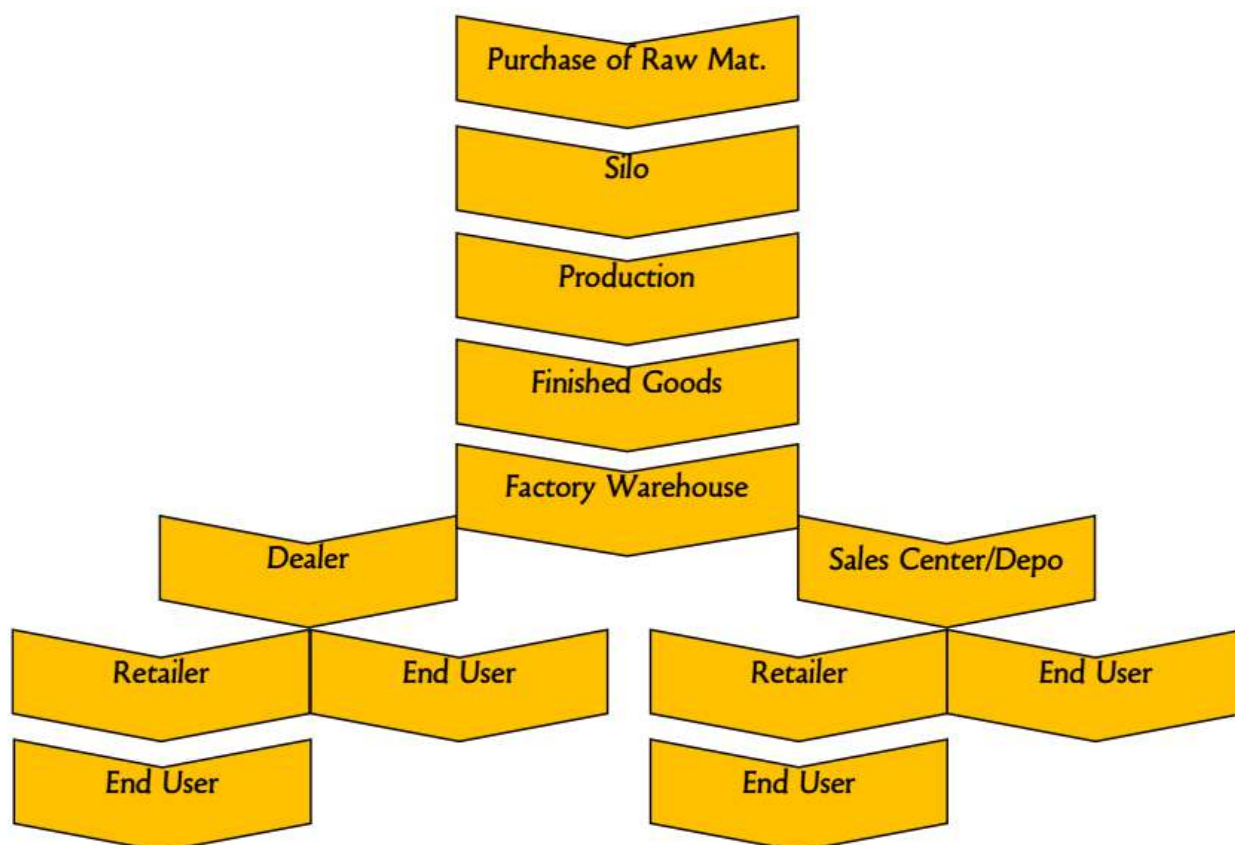 Purchase of Raw Mat.
Silo
Production
Finished Goods
Factory Warehouse
Dealer
Sales Center/Depo
Retailer
End User
Retailer
End User
End User
End User